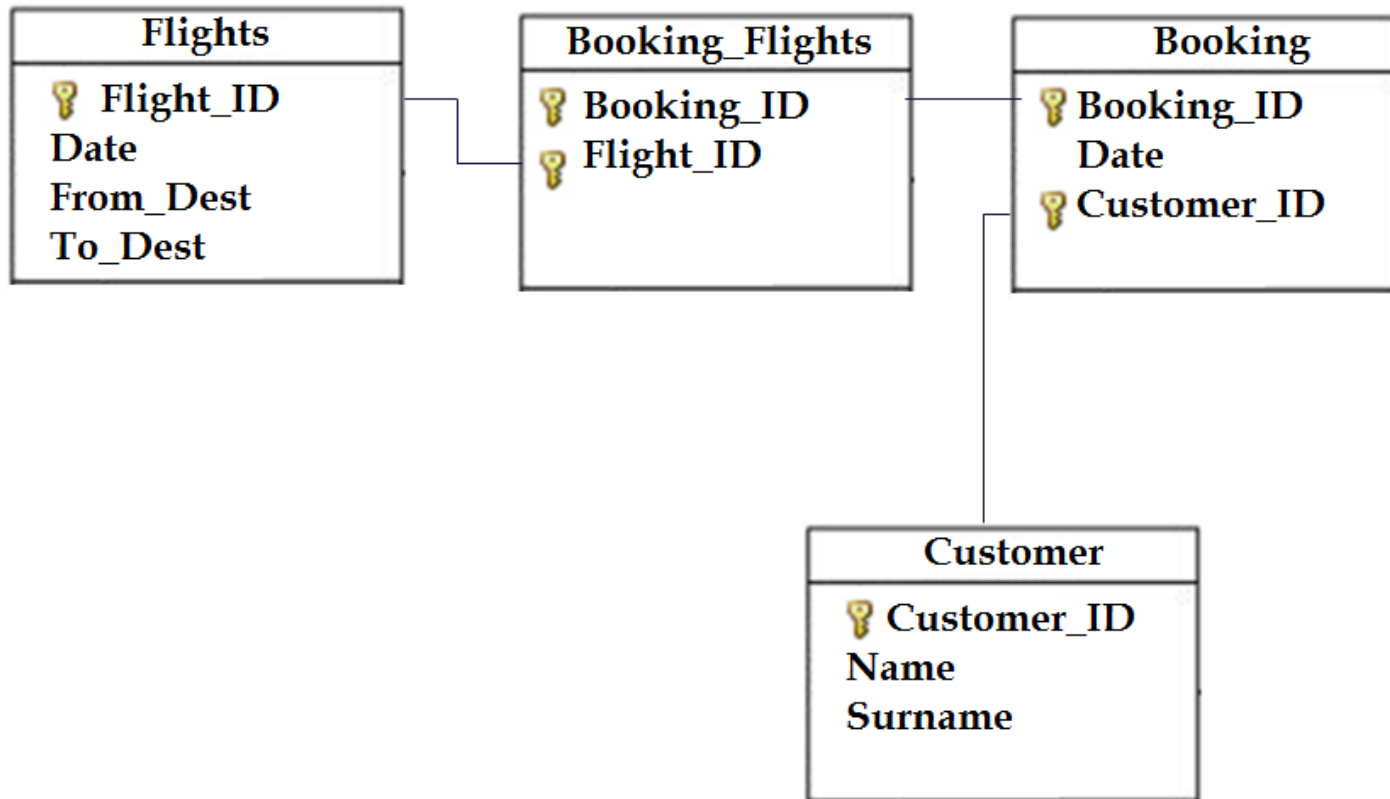 Flights
Flight_ID
Date
From_Dest
To_Dest
Booking_Flights
Booking_ID
Flight_ID
Booking
Booking_ID
Date
Customer_ID
Customer
Customer_ID
Name
Surname